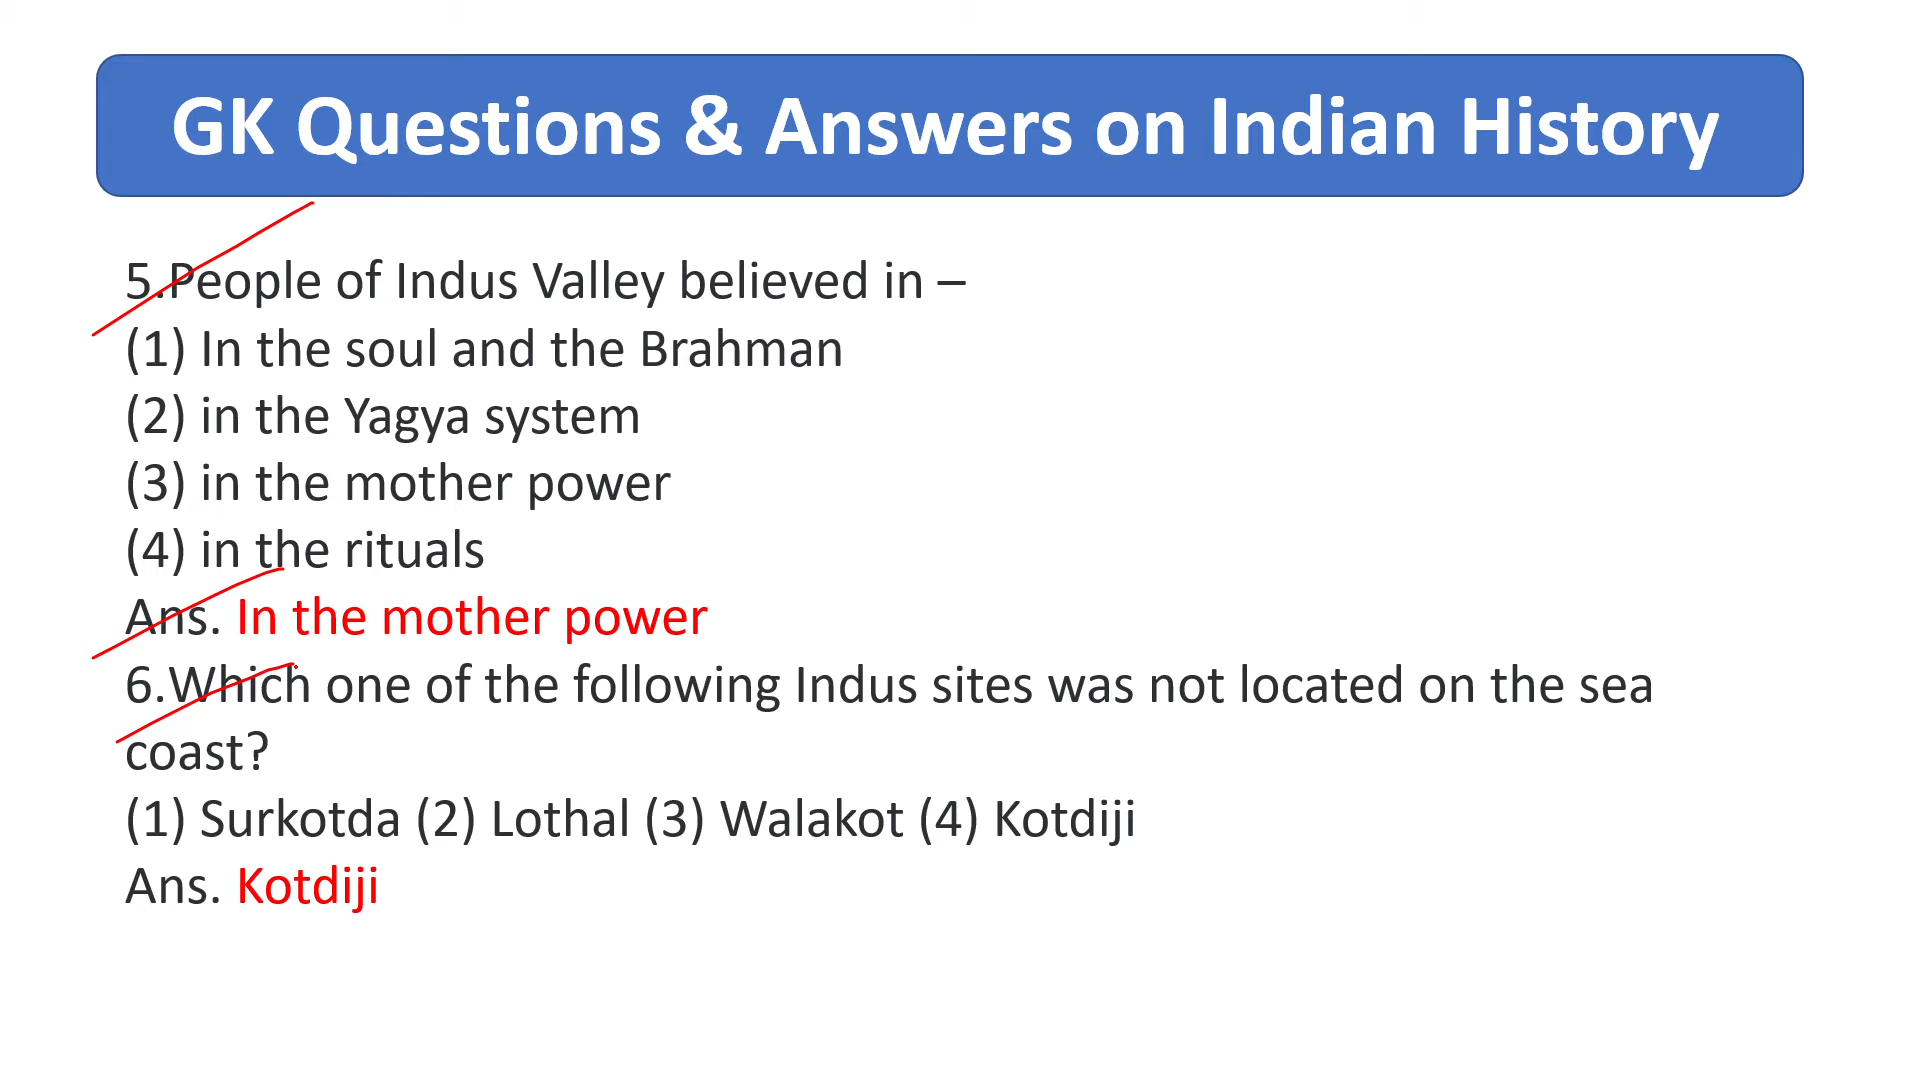 GK Questions & Answers on Indian History
5.People of Indus Valley believed in –
(1) In the soul and the Brahman
(2) in the Yagya system
(3) in the mother power
(4) in the rituals
Ans. In the mother power
6.Which one of the following Indus sites was not located on the sea
coast?
(1) Surkotda (2) Lothal (3) Walakot (4) Kotdiji
Ans. Kotdiji